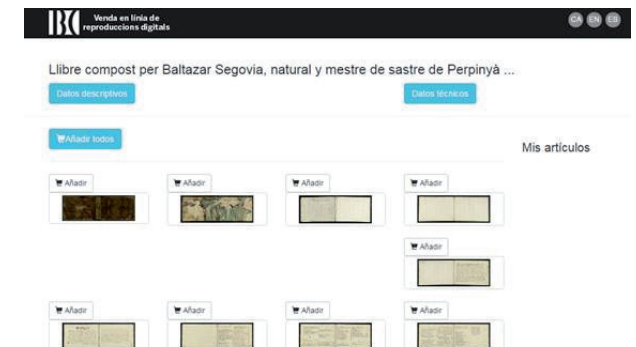 BC
Venda en línia de
reproduccions digitals
CA EN ES
Llibre compost per Baltazar Segovia, natural y mestre de sastre de Perpinyà ...
Datos descriptivos
Datos técnicos
Añadir todos
Mis artículos
Añadir
Añadir
Añadir
Añadir
Añadir
Añadir
Añadir
Añadir
Añadir